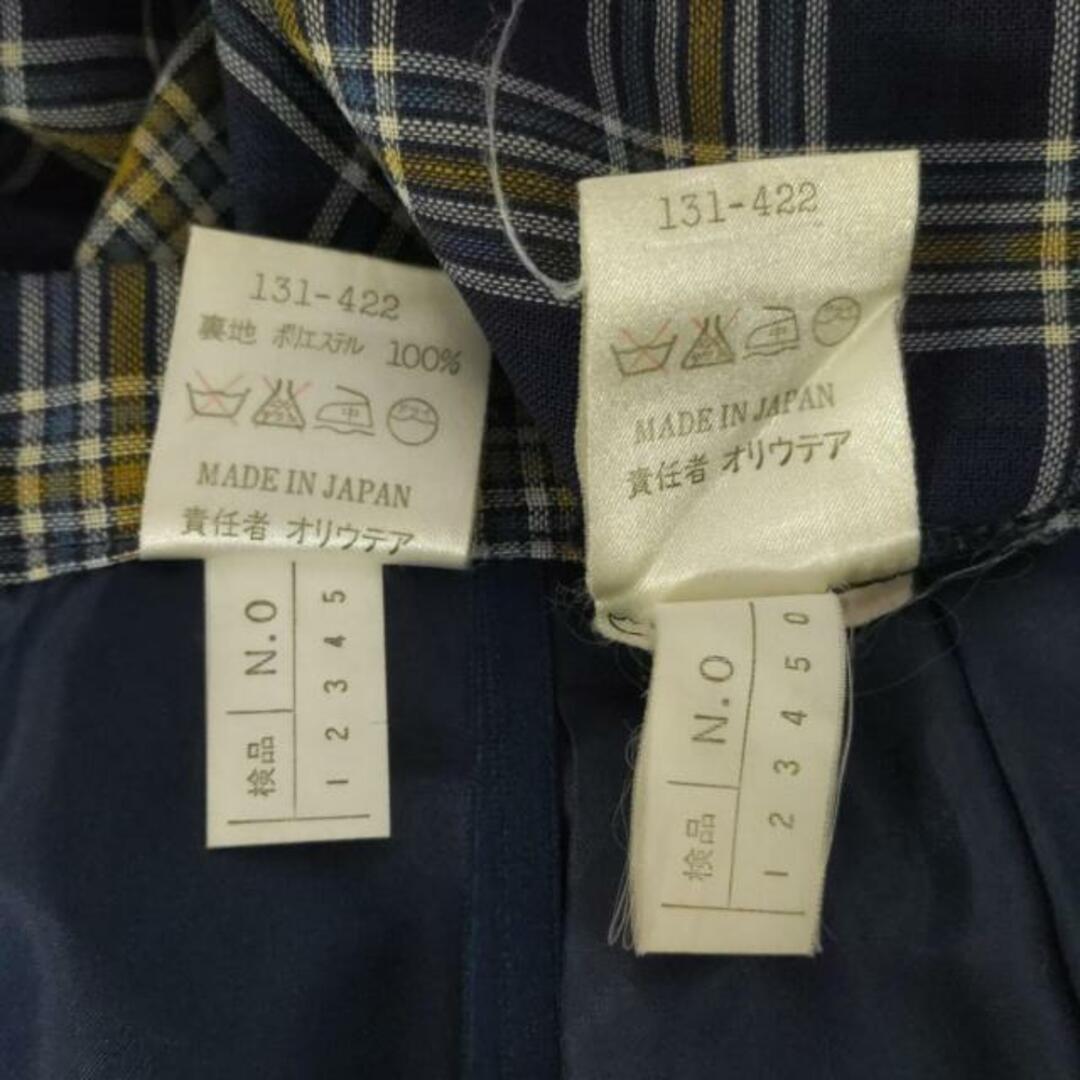 131-422
裏地 ポリエステル 100%
中
MADE IN JAPAN
責任者 オリウテア
検品 N.O
1 2 3 4 5
131-422
中
MADE IN JAPAN
責任者 オリウテア
検品 N.O
1 2 3 4 5 0